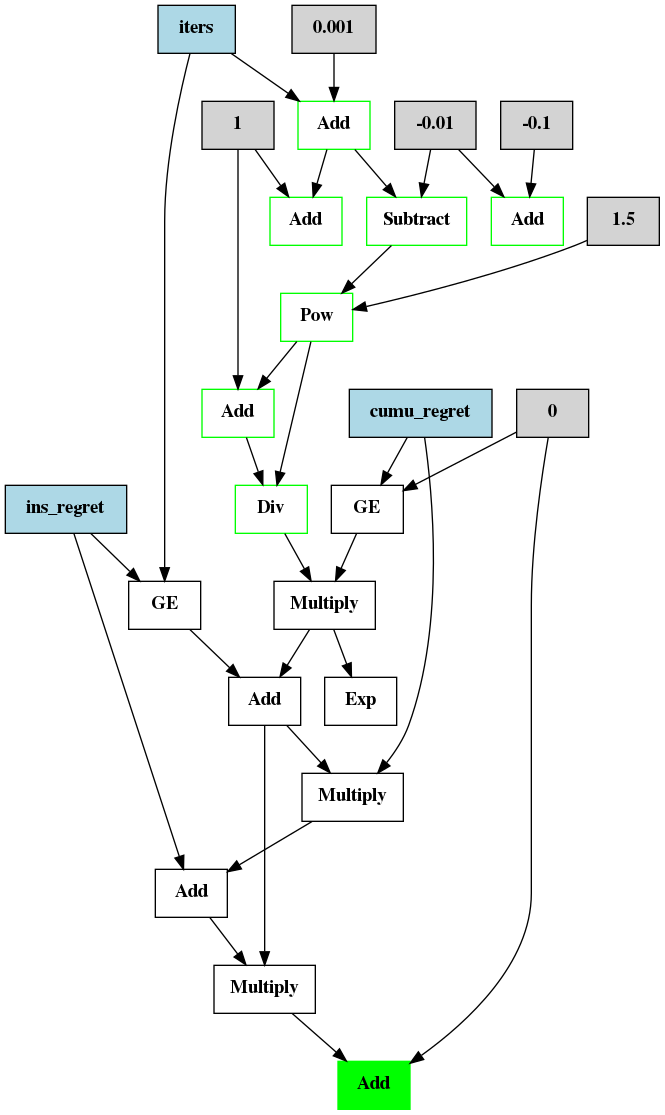 iters
0.001
1
Add
-0.01
-0.1
Add
Subtract
Add
1.5
Pow
Add
cumu_regret
0
ins_regret
Div
GE
GE
Multiply
Add
Exp
Multiply
Add
Multiply
Add